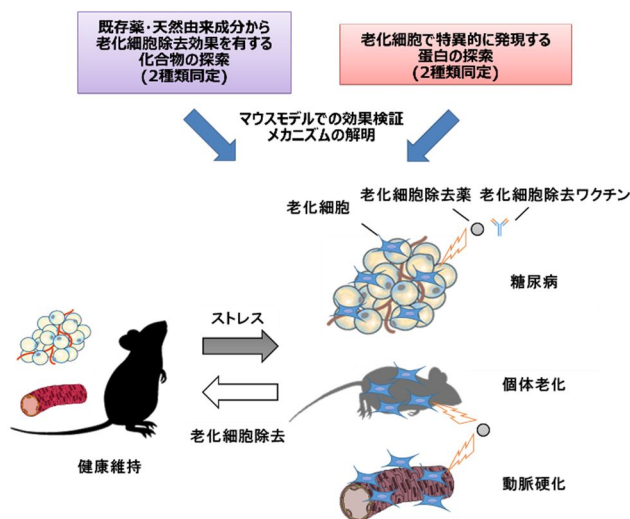 既存薬・天然由来成分から
老化細胞除去効果を有する
化合物の探索
(2種類同定)
老化細胞で特異的に発現する
蛋白の探索
(2種類同定)
マウスモデルでの効果検証
メカニズムの解明
老化細胞
老化細胞除去薬
老化細胞除去ワクチン
糖尿病
ストレス
老化細胞除去
健康維持
個体老化
動脈硬化